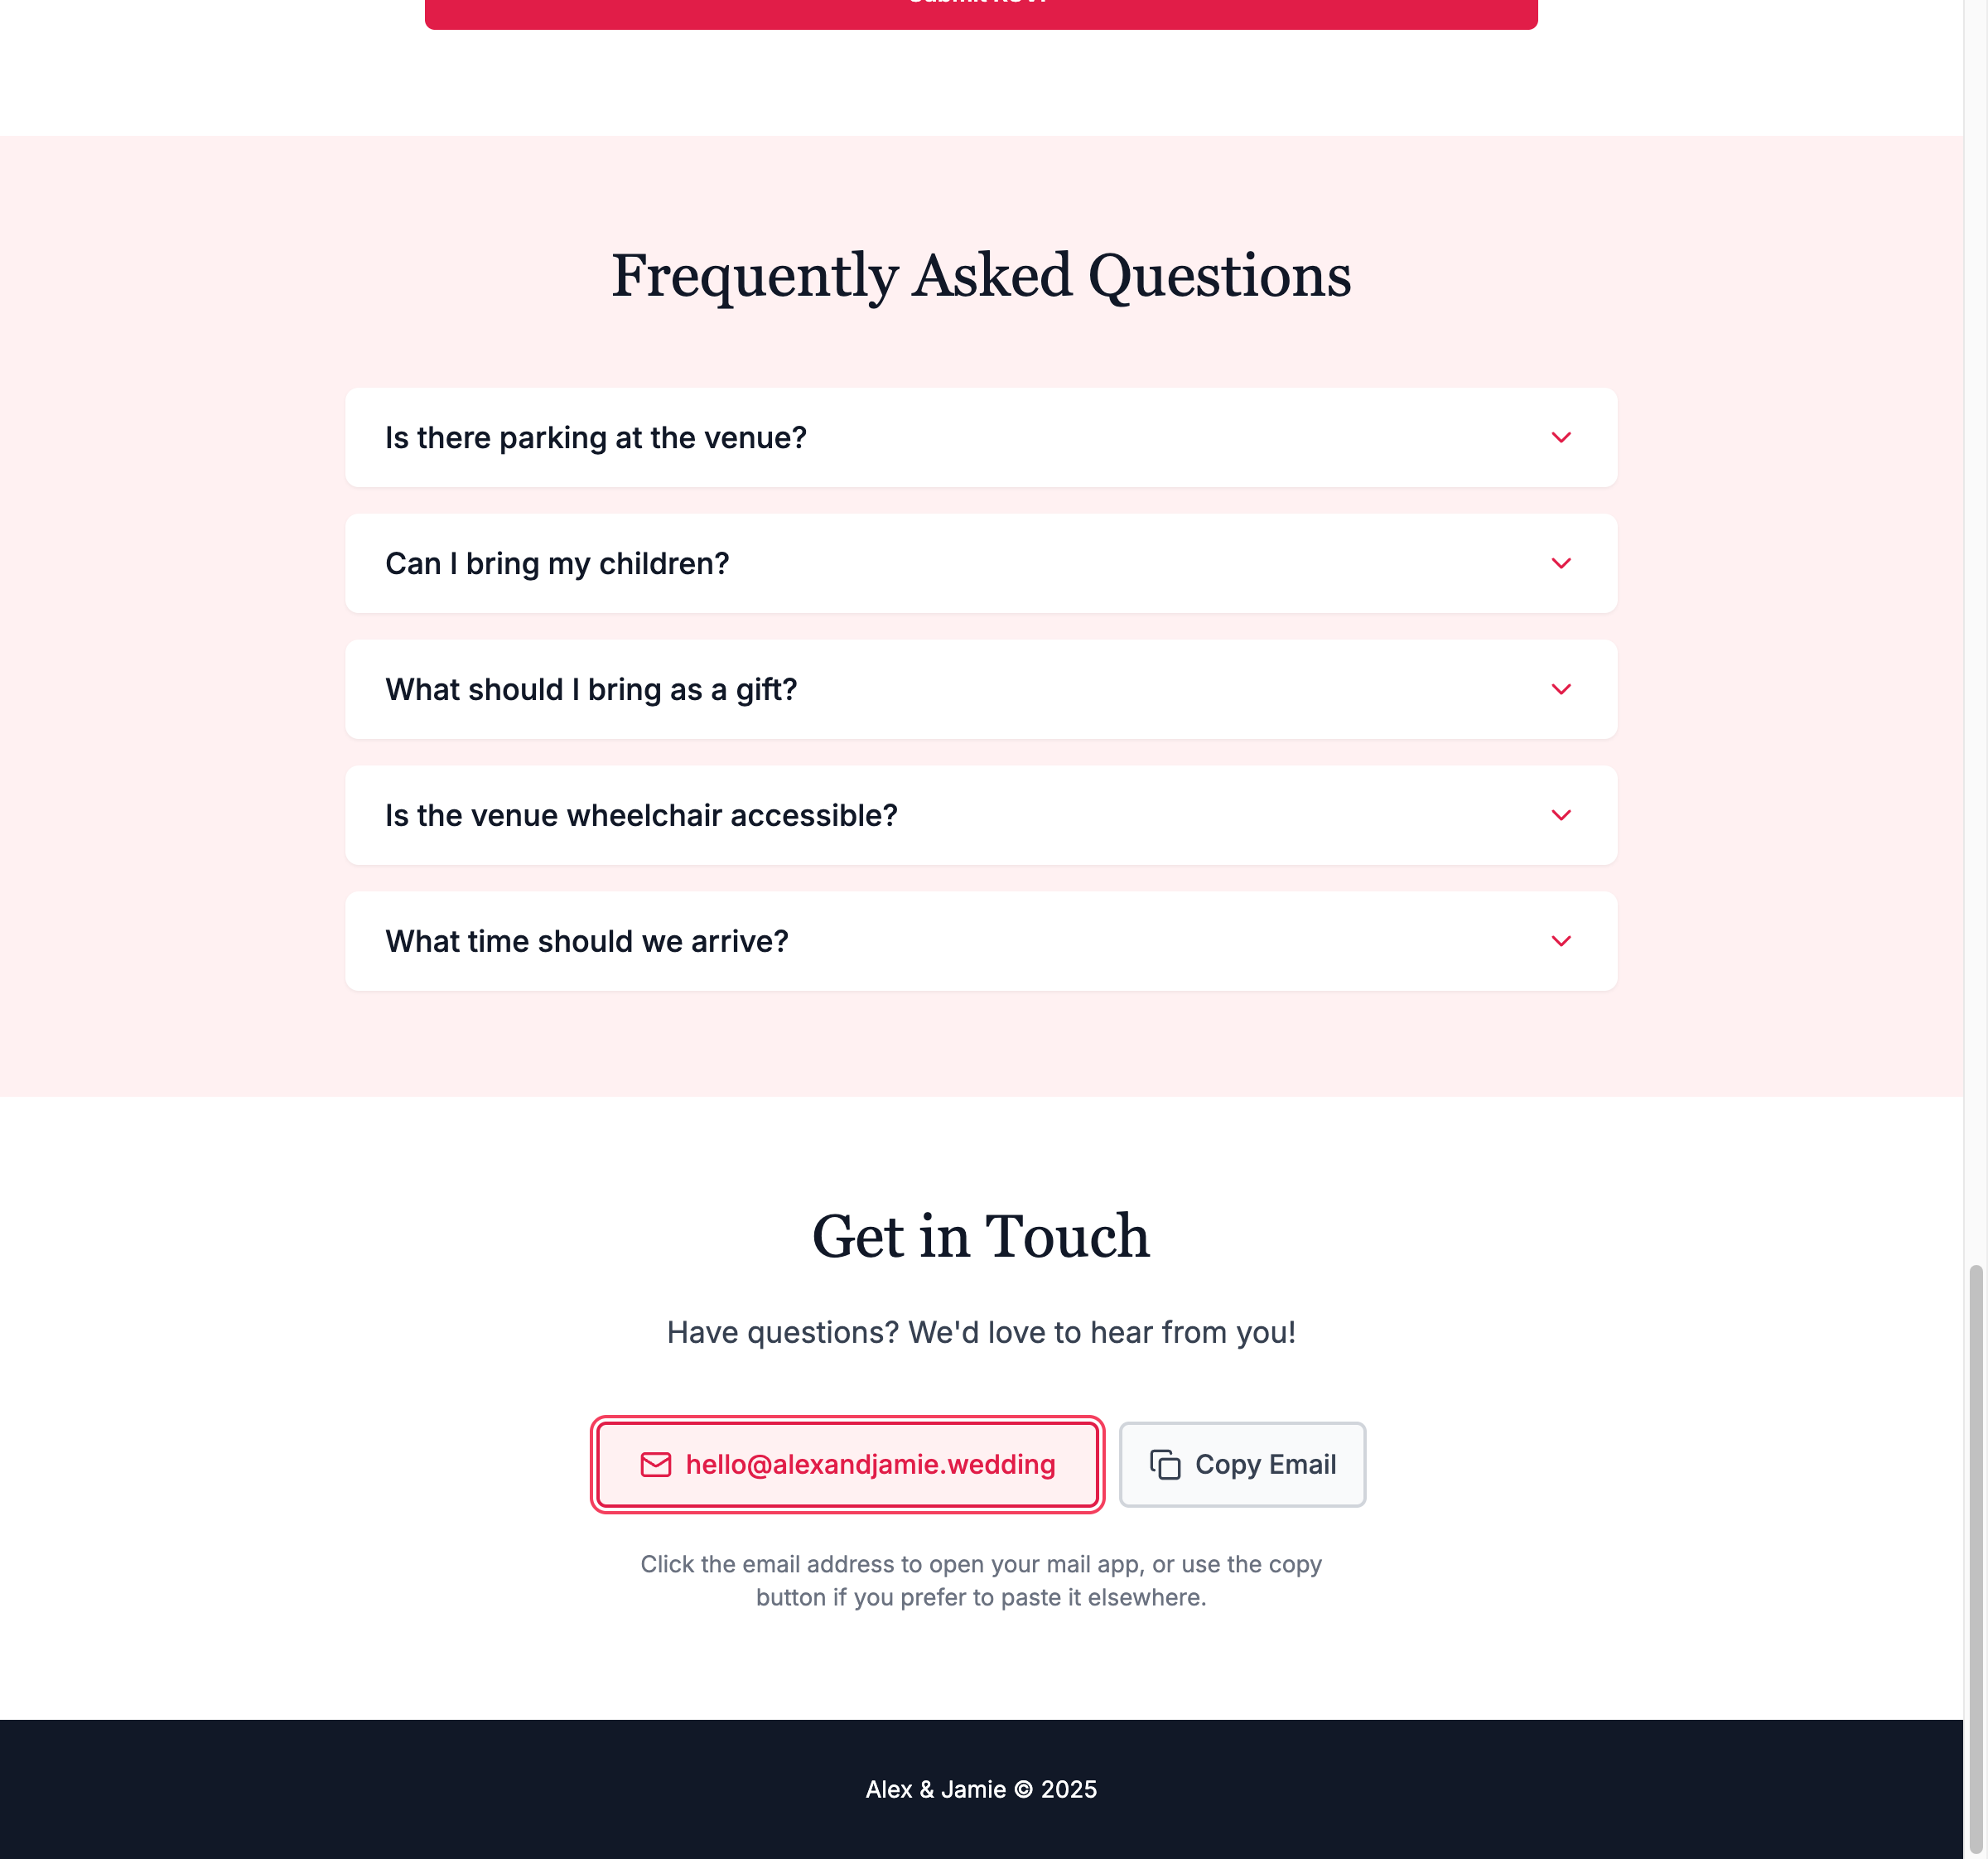 Submit RSVP
Frequently Asked Questions
Is there parking at the venue?
Can I bring my children?
What should I bring as a gift?
Is the venue wheelchair accessible?
What time should we arrive?
Get in Touch
Have questions? We'd love to hear from you!
hello@alexandjamie.wedding
Copy Email
Click the email address to open your mail app, or use the copy
button if you prefer to paste it elsewhere.
Alex & Jamie © 2025